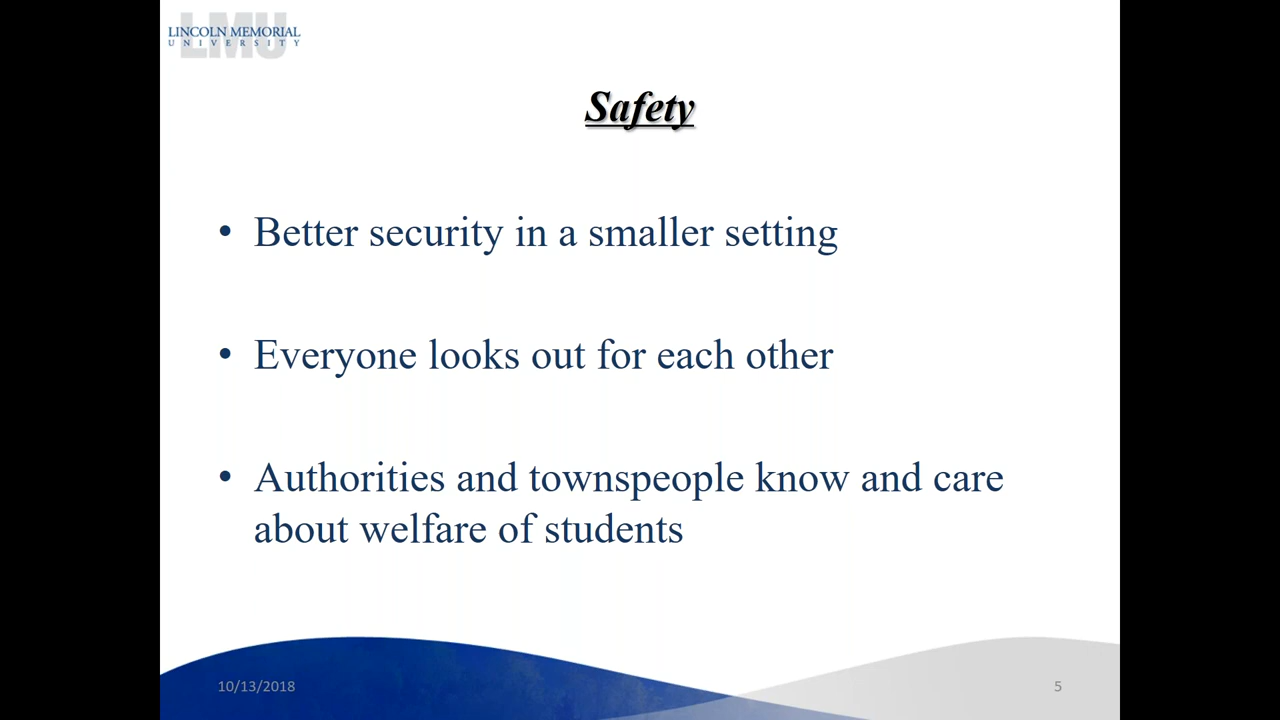 LMU
LINCOLN MEMORIAL
UNIVERSITY
Safety
• Better security in a smaller setting
• Everyone looks out for each other
• Authorities and townspeople know and care
about welfare of students
10/13/2018
5